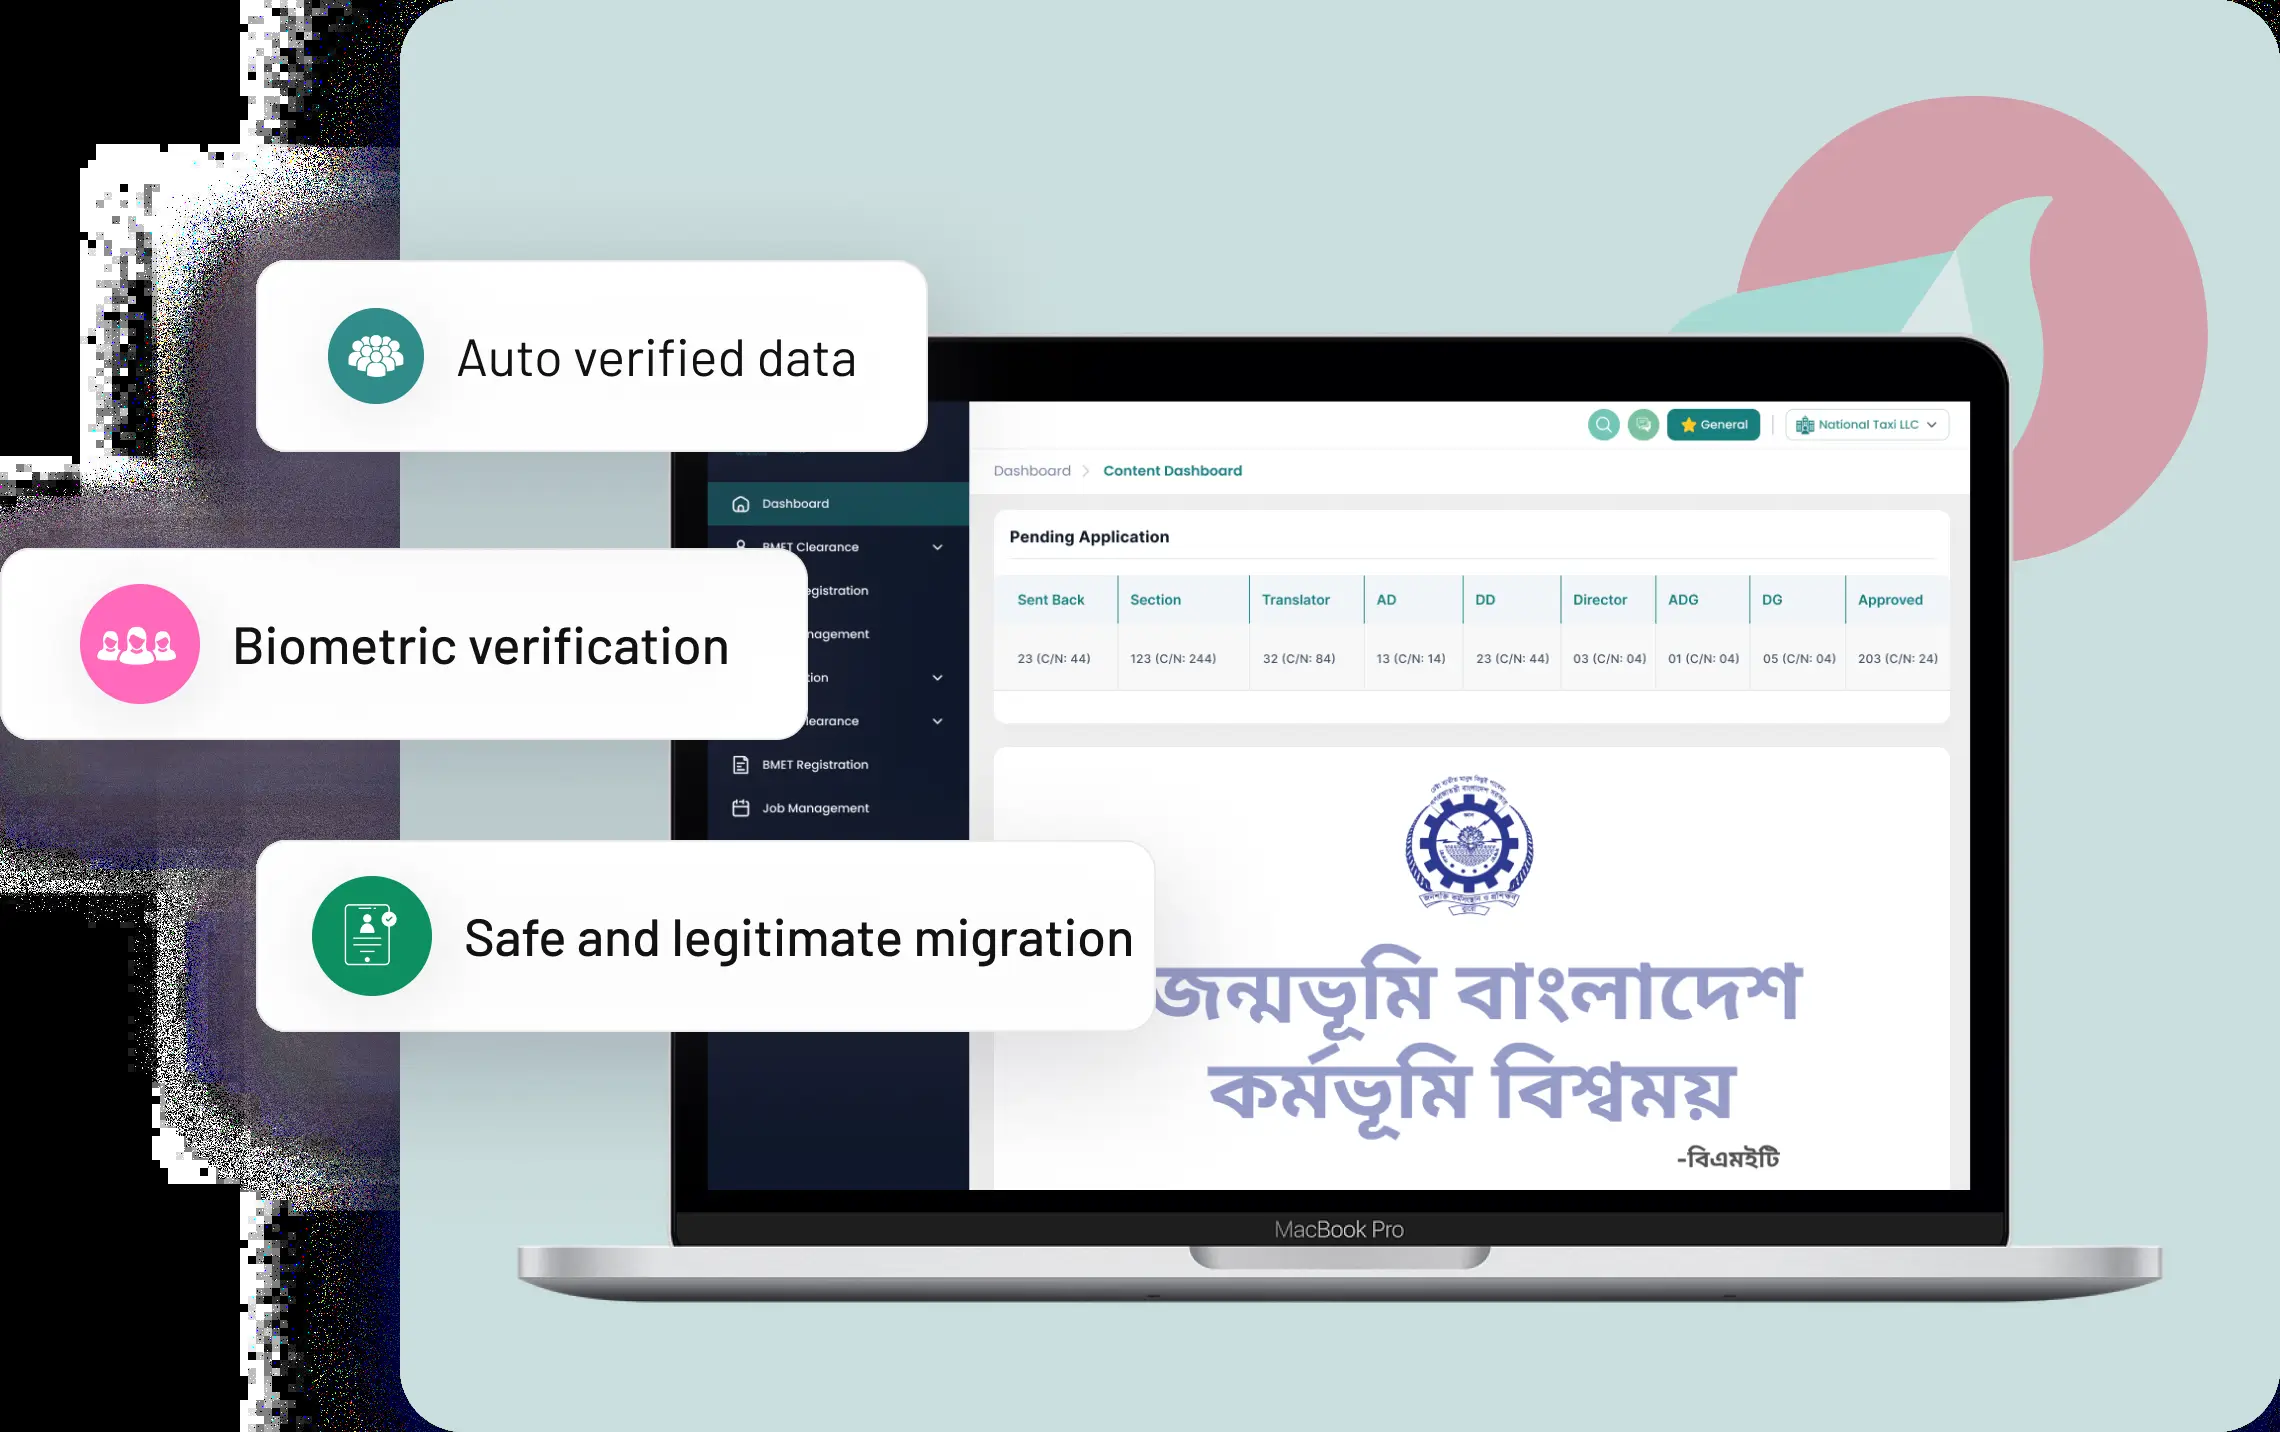 Auto verified data
General
National Taxi LLC
Dashboard
Content Dashboard
Dashboard
Pending Application
BMET Clearance
Sent Back Section Translator AD DD Director ADG DG Approved
egistration
nagement
23 (C/N: 44) 123 (C/N: 244) 32 (C/N: 84) 13 (C/N: 14) 23 (C/N: 44) 03 (C/N: 04) 01 (C/N: 04) 05 (C/N: 04) 203 (C/N: 24)
Biometric verification
tion
learance
BMET Registration
Job Management
Safe and legitimate migration
জন্মভূমি বাংলাদেশ
কর্মভূমি বিশ্বময়
-বিএমইটি
MacBook Pro